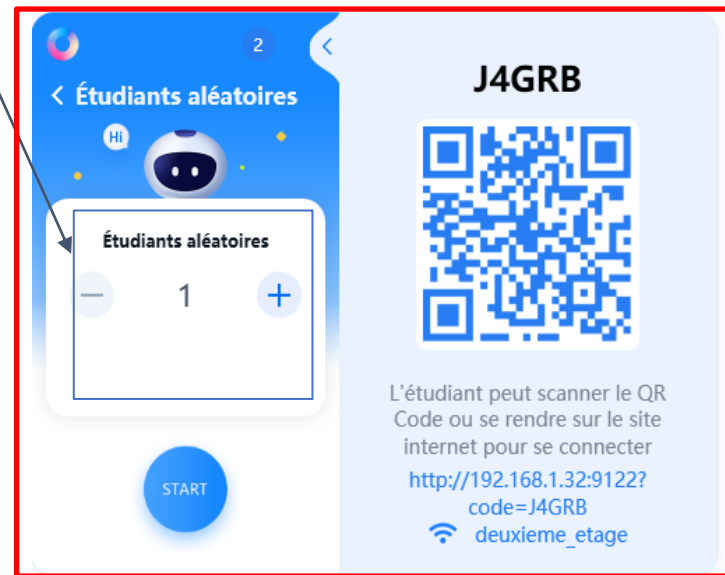 2
Étudiants aléatoires
Hi
Étudiants aléatoires
1
START
J4GRB
L'étudiant peut scanner le QR
Code ou se rendre sur le site
internet pour se connecter
http://192.168.1.32:9122?
code=J4GRB
deuxieme_etage